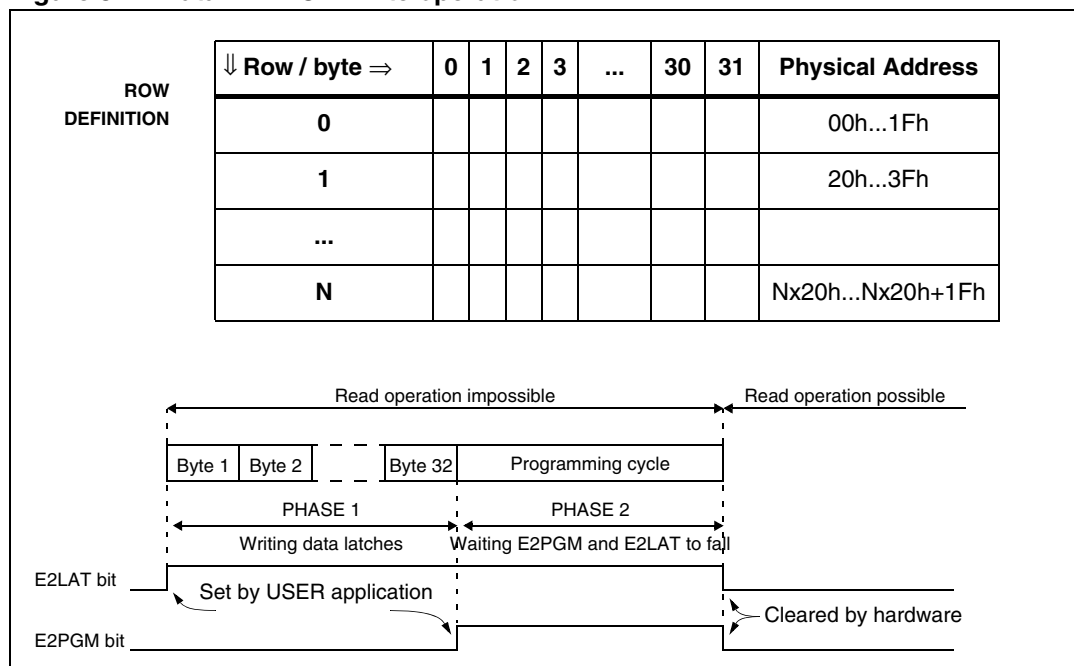 ⇓ Row / byte ⇒ 0 1 2 3 ... 30 31 Physical Address
ROW
DEFINITION
0 00h...1Fh
1 20h...3Fh
...
N Nx20h...Nx20h+1Fh
Read operation impossible Read operation possible
Byte 1 Byte 2 Byte 32 Programming cycle
PHASE 1 PHASE 2
Writing data latches Waiting E2PGM and E2LAT to fall
E2LAT bit
Set by USER application
Cleared by hardware
E2PGM bit